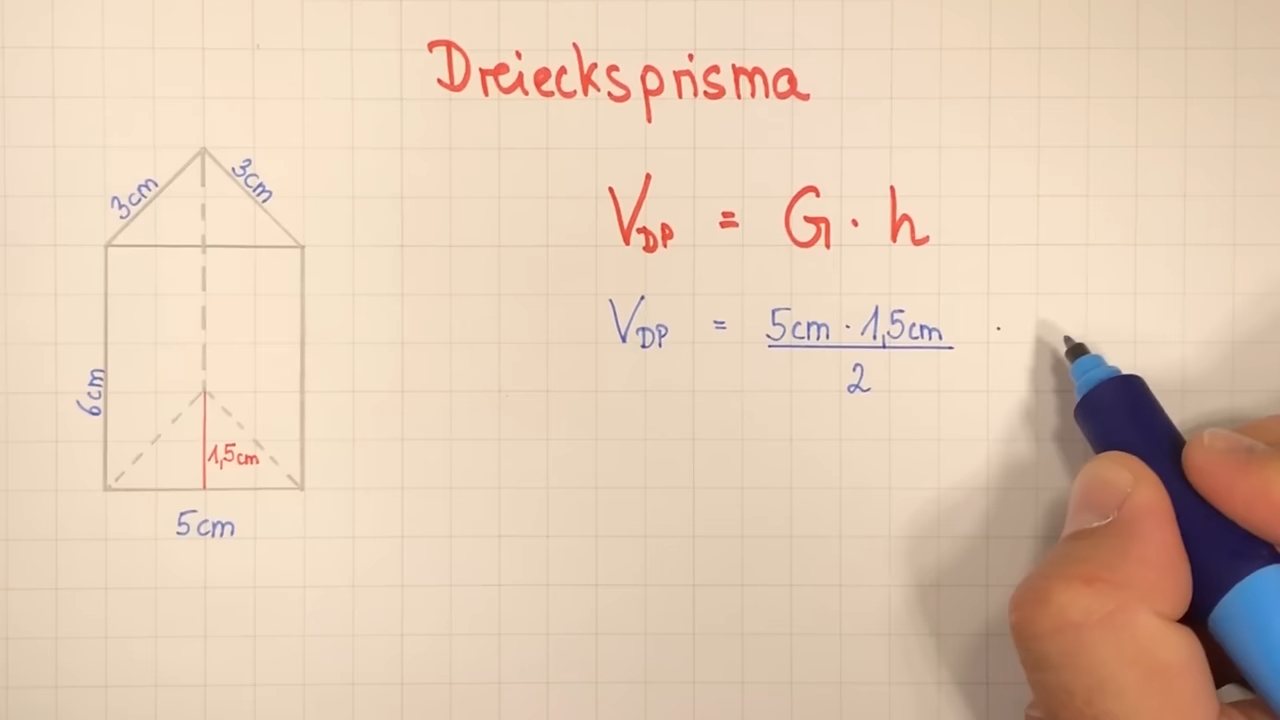 Dreiecksprisma
3cm 3cm
V_DP = G · h
V_DP = 5cm · 1,5cm ·
2
6cm
1,5cm
5cm